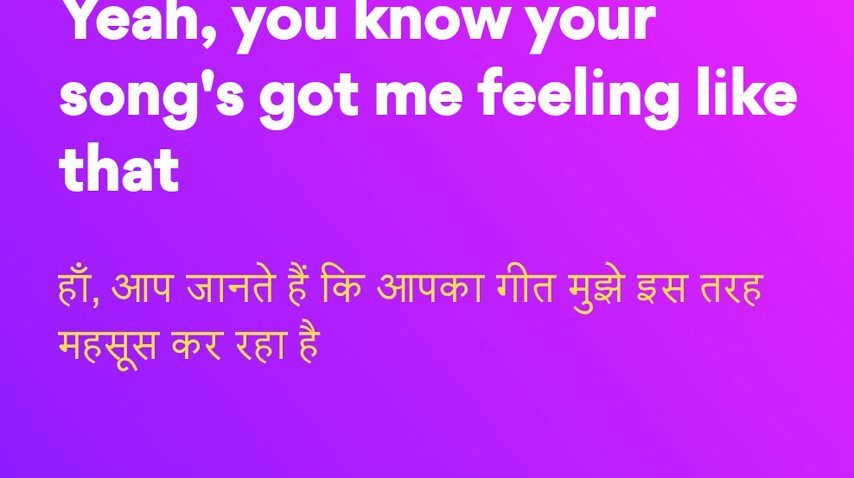 Yeah, you know your
song's got me feeling like
that
हाँ, आप जानते हैं कि आपका गीत मुझे इस तरह
महसूस कर रहा है